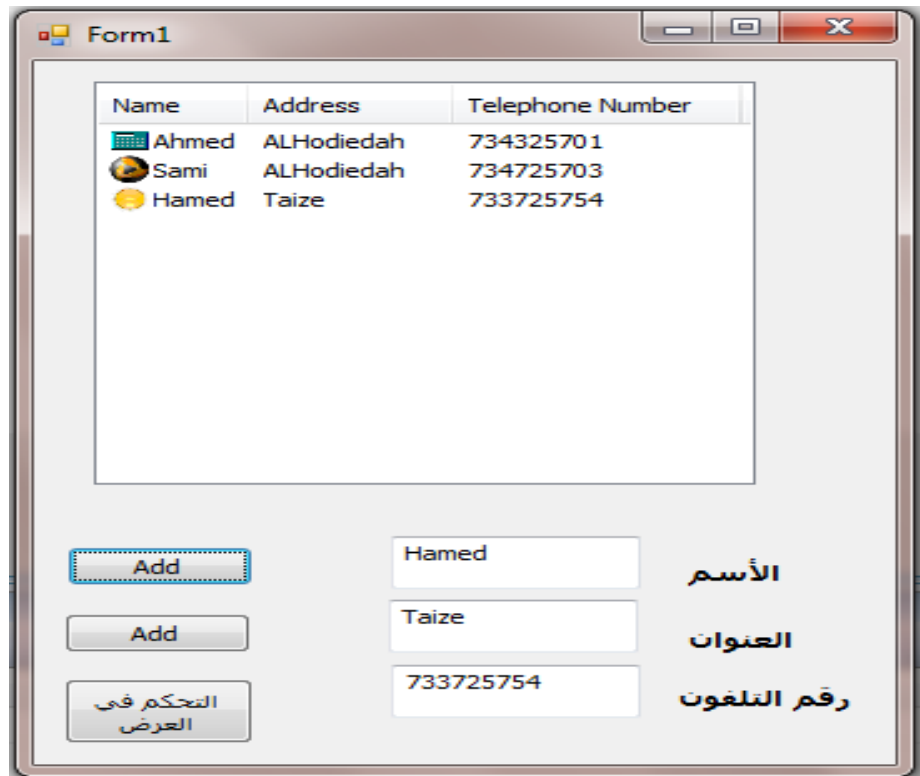 Form1
Name Address Telephone Number
Ahmed ALHodiedah 734325701
Sami ALHodiedah 734725703
Hamed Taize 733725754
Add Hamed الأسم
Add Taize العنوان
733725754 رقم التلفون
التحكم في
العرض